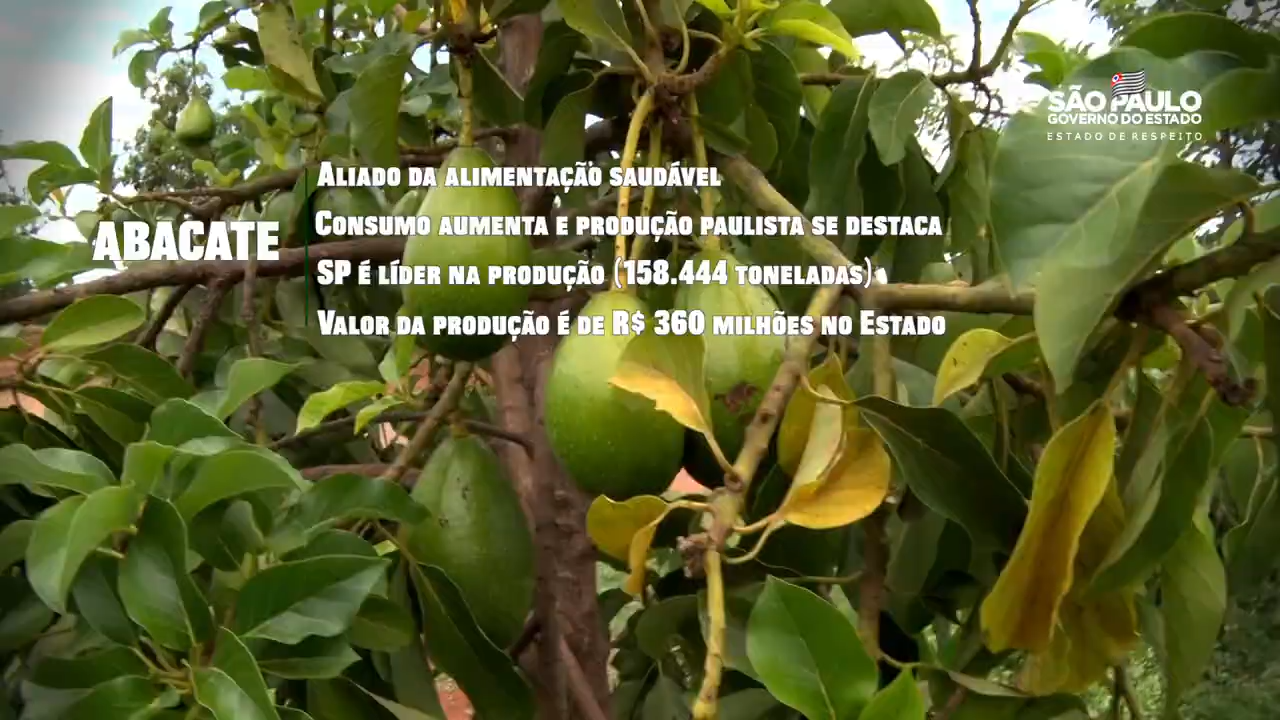 SÃO PAULO
GOVERNO DO ESTADO
ESTADO DE RESPEITO
ABACATE
ALIADO DA ALIMENTAÇÃO SAUDÁVEL
CONSUMO AUMENTA E PRODUÇÃO PAULISTA SE DESTACA
SP É LÍDER NA PRODUÇÃO (158.444 TONELADAS)
VALOR DA PRODUÇÃO É DE R$ 360 MILHÕES NO ESTADO